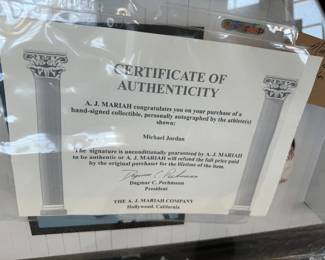 CERTIFICATE OF
AUTHENTICITY
A. J. MARIAH congratulates you on your purchase of a
hand-signed collectible, personally autographed by the athlete(s)
shown:
Michael Jordan
The signature is unconditionally guaranteed by A. J. MARIAH
to be authentic or A. J. MARIAH will refund the full price paid
by the original purchaser for the lifetime of the item.
Dagmar C. Pochmann
President
THE A. J. MARIAH COMPANY
Hollywood, California